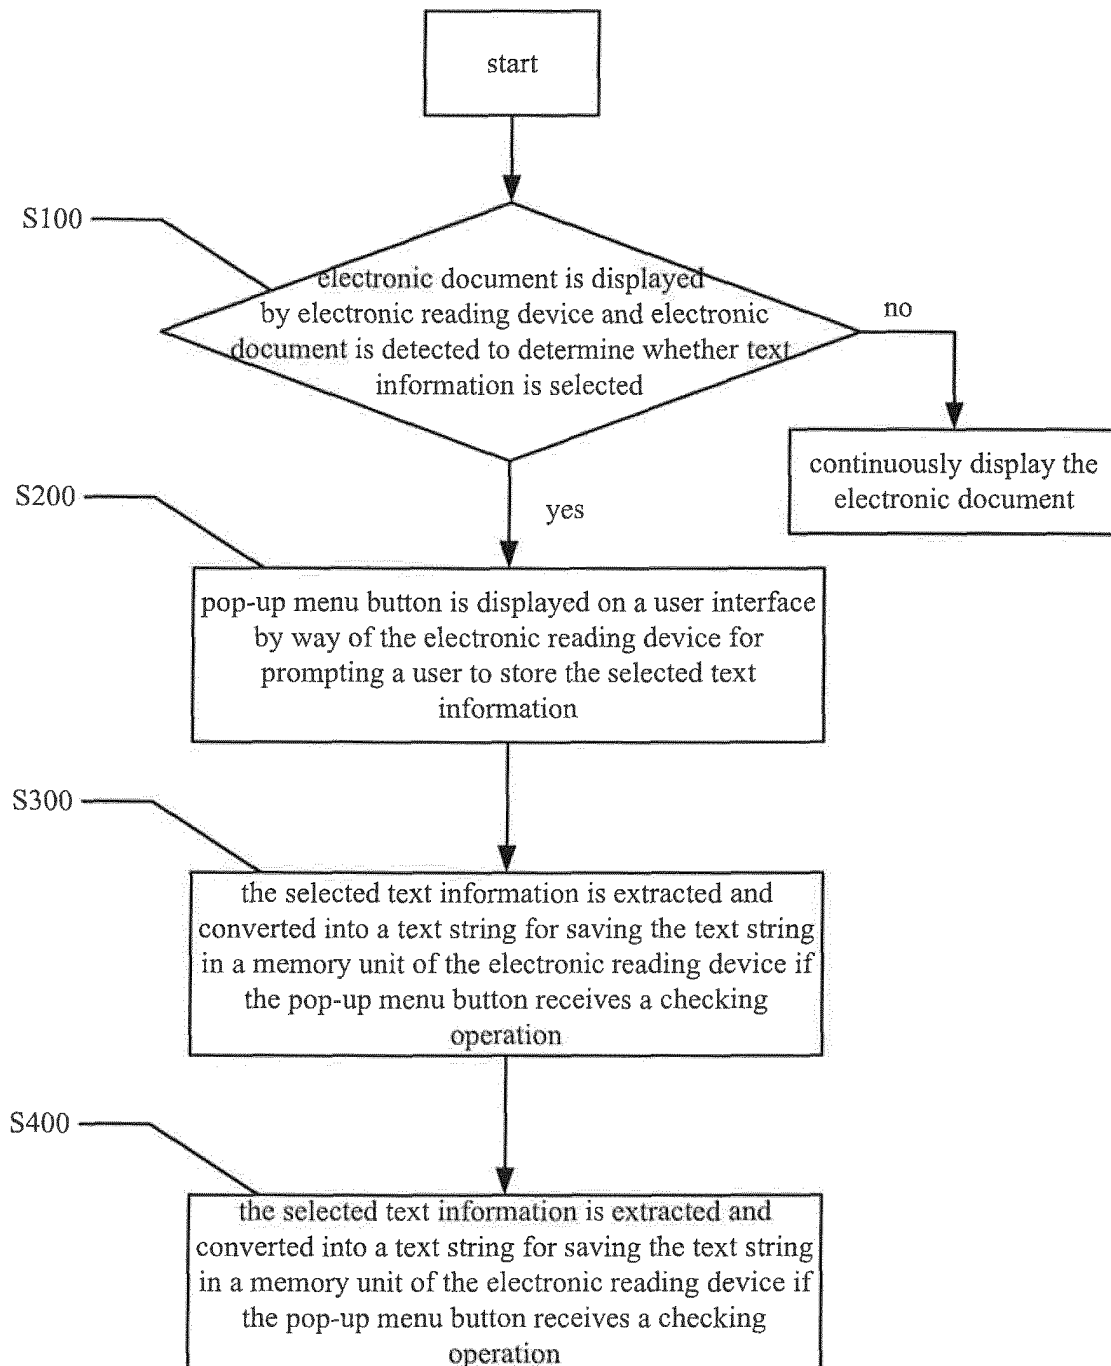 start
S100
electronic document is displayed
by electronic reading device and electronic
document is detected to determine whether text
information is selected
no
continuously display the
electronic document
yes
S200
pop-up menu button is displayed on a user interface
by way of the electronic reading device for
prompting a user to store the selected text
information
S300
the selected text information is extracted and
converted into a text string for saving the text string
in a memory unit of the electronic reading device if
the pop-up menu button receives a checking
operation
S400
the selected text information is extracted and
converted into a text string for saving the text string
in a memory unit of the electronic reading device if
the pop-up menu button receives a checking
operation